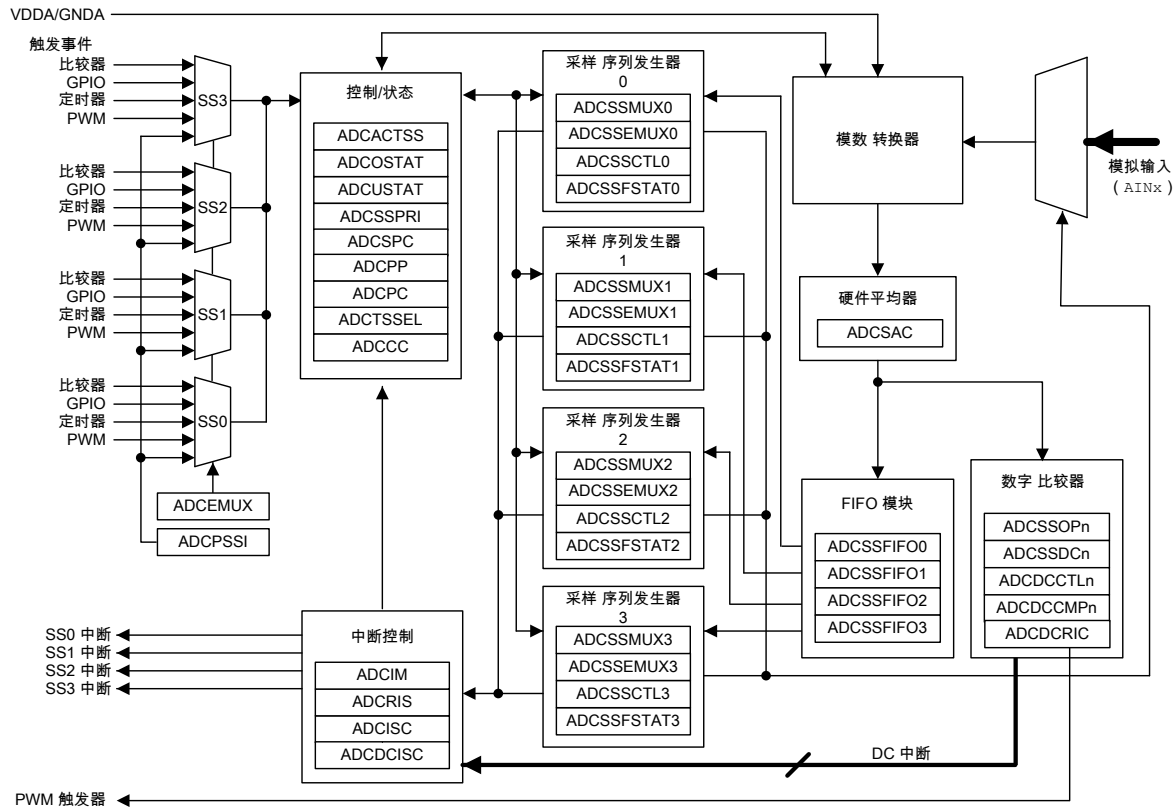 VDDA/GNDA
触发事件
比较器
GPIO
定时器
PWM
SS3
比较器
GPIO
定时器
PWM
SS2
比较器
GPIO
定时器
PWM
SS1
比较器
GPIO
定时器
PWM
SS0
ADCEMUX
ADCPSSI
控制/状态
ADCACTSS
ADCOSTAT
ADCUSTAT
ADCSSPRI
ADCSPC
ADCPP
ADCPC
ADCTSSEL
ADCCC
采样 序列发生器
0
ADCSSMUX0
ADCSSEMUX0
ADCSSCTL0
ADCSSFSTAT0
采样 序列发生器
1
ADCSSMUX1
ADCSSEMUX1
ADCSSCTL1
ADCSSFSTAT1
采样 序列发生器
2
ADCSSMUX2
ADCSSEMUX2
ADCSSCTL2
ADCSSFSTAT2
采样 序列发生器
3
ADCSSMUX3
ADCSSEMUX3
ADCSSCTL3
ADCSSFSTAT3
模数 转换器
模拟输入
( AINx )
硬件平均器
ADCSAC
FIFO 模块
ADCSSFIFO0
ADCSSFIFO1
ADCSSFIFO2
ADCSSFIFO3
数字 比较器
ADCSSOPn
ADCSSDCn
ADCDCCTLn
ADCDCCMPn
ADCDCRIC
SS0 中断
SS1 中断
SS2 中断
SS3 中断
中断控制
ADCIM
ADCRIS
ADCISC
ADCDCISC
DC 中断
PWM 触发器